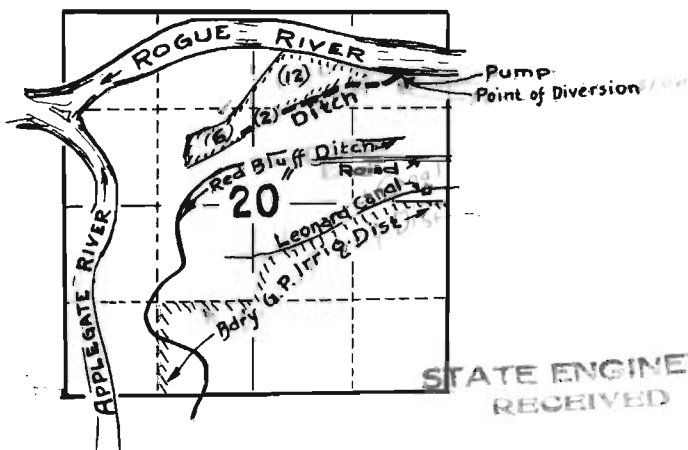 ROGUE RIVER
(12)
Pump
Point of Diversion
(2)
Ditch
(6)
Red Bluff Ditch
Road
20
Leonard Canal
Bdry G.P. Irrig. Dist
APPLEGATE RIVER
STATE ENGINE
RECEIVED